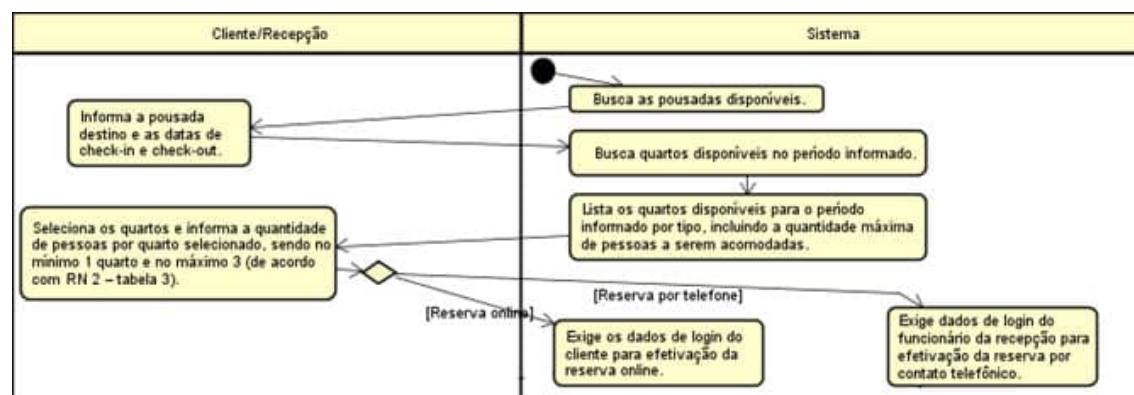 Cliente/Recepção
Sistema
Busca as pousadas disponíveis.
Informa a pousada
destino e as datas de
check-in e check-out.
Busca quartos disponíveis no período informado.
Lista os quartos disponíveis para o período
informado por tipo, incluindo a quantidade máxima
de pessoas a serem acomodadas.
Seleciona os quartos e informa a quantidade
de pessoas por quarto selecionado, sendo no
mínimo 1 quarto e no máximo 3 (de acordo
com RN 2 – tabela 3).
[Reserva por telefone]
[Reserva online]
Exige os dados de login do
cliente para efetivação da
reserva online.
Exige dados de login do
funcionário da recepção para
efetivação da reserva por
contato telefônico.